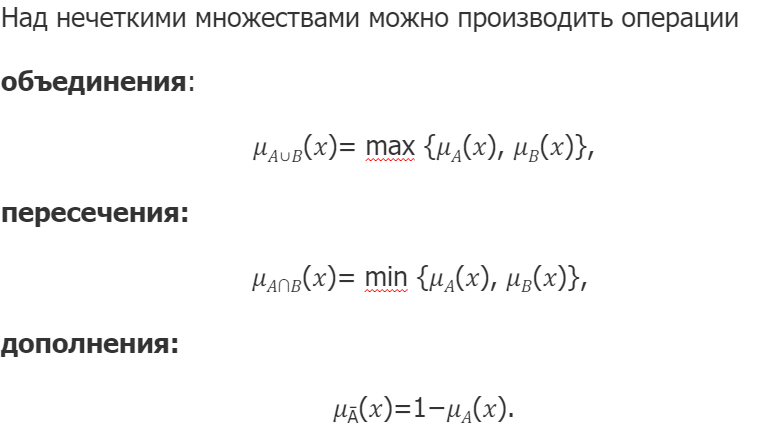 Над нечеткими множествами можно производить операции
объединения:
𝜇𝐴∪𝐵(𝑥)= max {𝜇𝐴(𝑥), 𝜇𝐵(𝑥)},
пересечения:
𝜇𝐴⋂𝐵(𝑥)= min {𝜇𝐴(𝑥), 𝜇𝐵(𝑥)},
дополнения:
𝜇Ā(𝑥)=1−𝜇𝐴(𝑥).